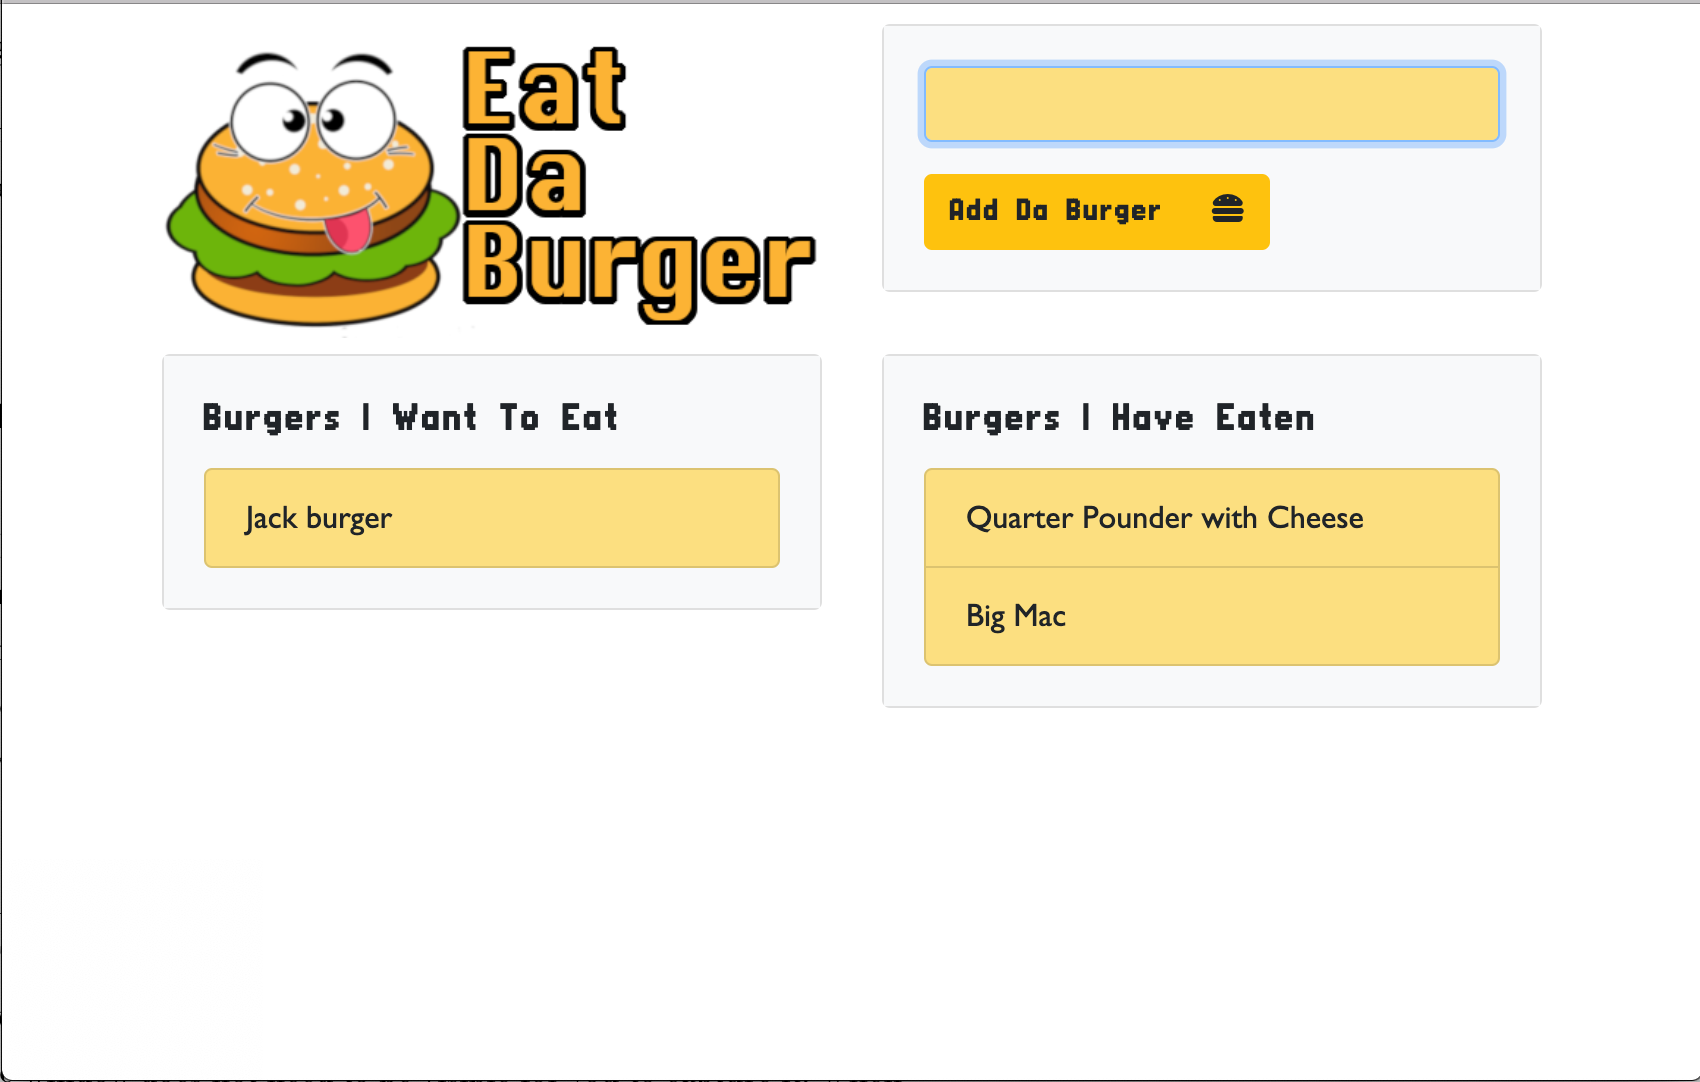 Eat
Da
Burger
Add Da Burger
Burgers I Want To Eat
Jack burger
Burgers I Have Eaten
Quarter Pounder with Cheese
Big Mac